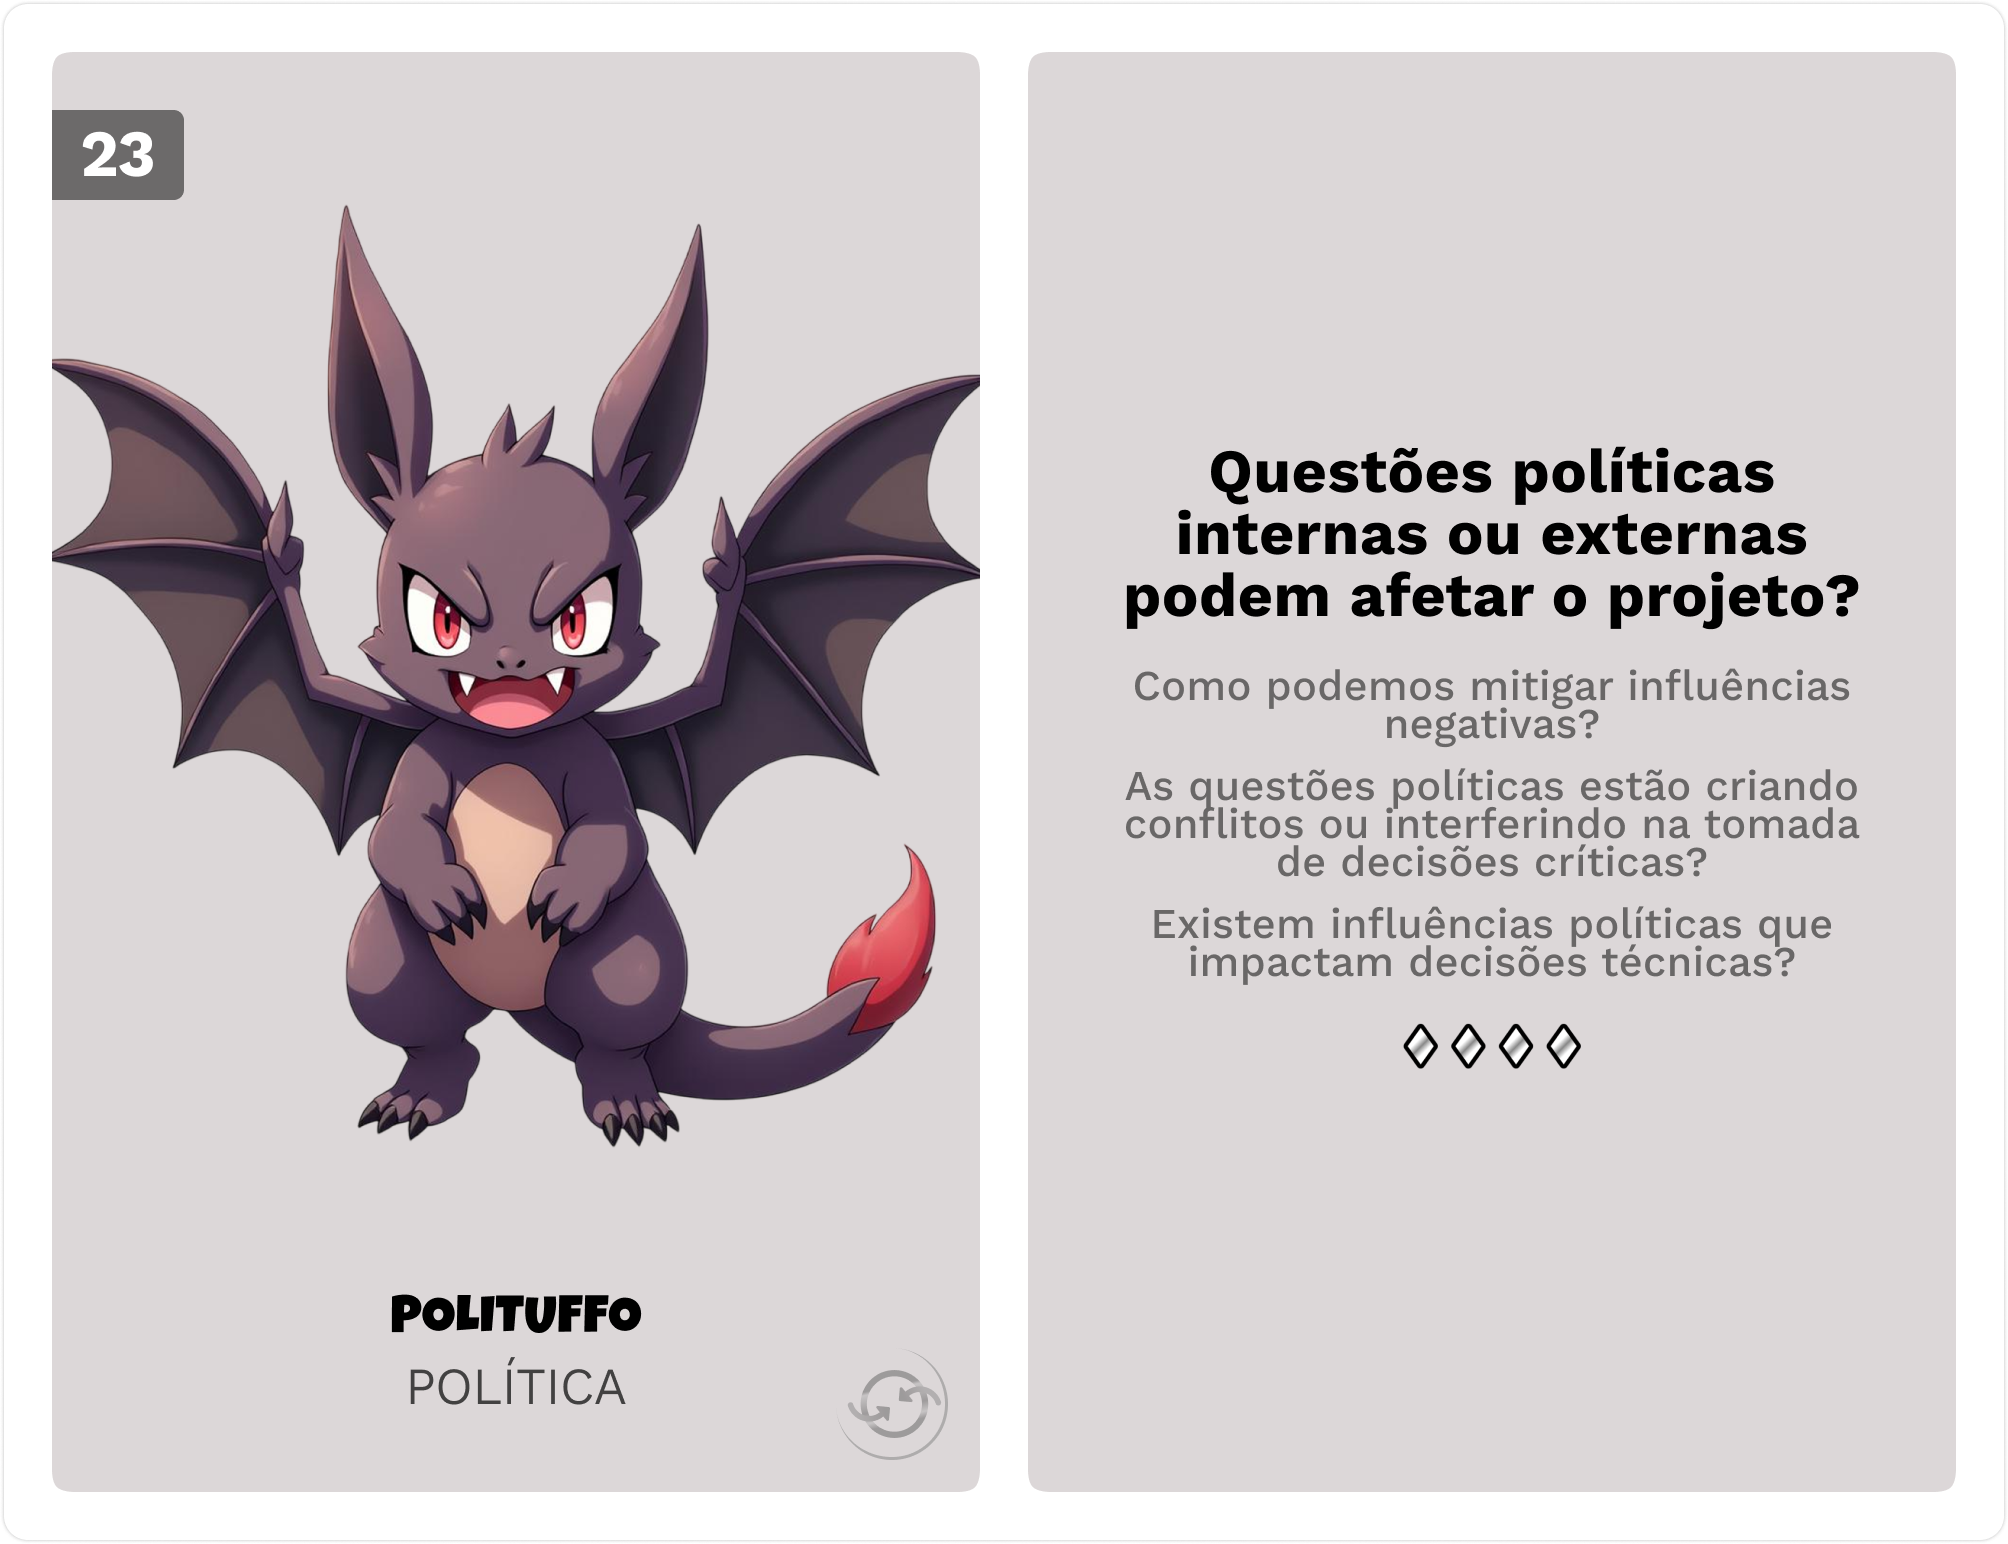 23
POLITUFFO
POLÍTICA
Questões políticas
internas ou externas
podem afetar o projeto?
Como podemos mitigar influências
negativas?
As questões políticas estão criando
conflitos ou interferindo na tomada
de decisões críticas?
Existem influências políticas que
impactam decisões técnicas?